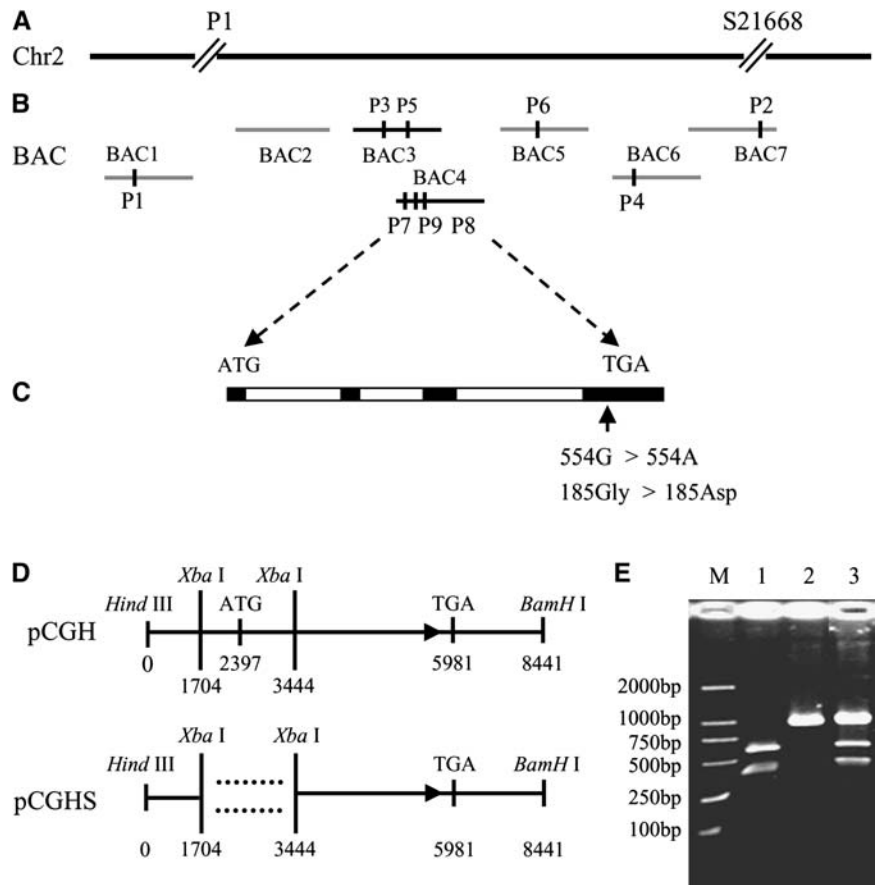 A
P1
S21668
Chr2
B
P3 P5
P6
P2
BAC
BAC1
BAC2
BAC3
BAC5
BAC6
BAC7
BAC4
P1
P4
P7 P9 P8
ATG
TGA
C
554G > 554A
185Gly > 185Asp
D
Hind III
Xba I
ATG
Xba I
TGA
BamH I
pCGH
0
1704
2397
3444
5981
8441
Hind III
Xba I
Xba I
TGA
BamH I
pCGHS
0
1704
3444
5981
8441
E
M 1 2 3
2000bp
1000bp
750bp
500bp
250bp
100bp